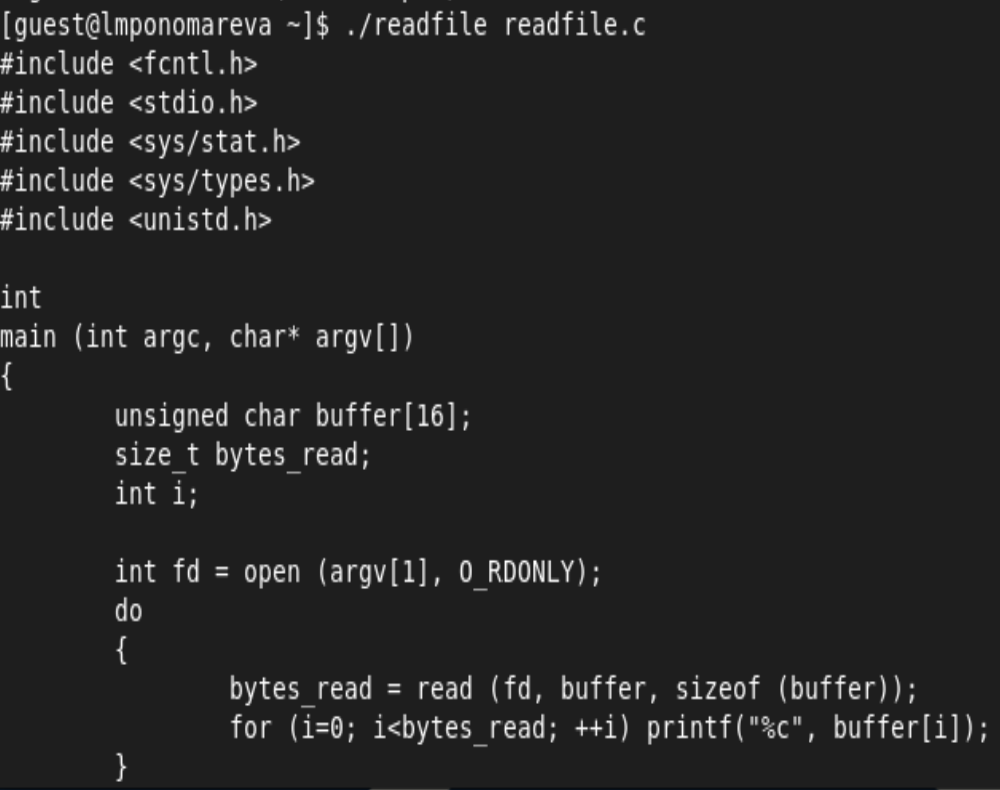 [guest@lmponomareva ~]$ ./readfile readfile.c
#include <fcntl.h>
#include <stdio.h>
#include <sys/stat.h>
#include <sys/types.h>
#include <unistd.h>

int
main (int argc, char* argv[])
{
        unsigned char buffer[16];
        size_t bytes_read;
        int i;

        int fd = open (argv[1], O_RDONLY);
        do
        {
                bytes_read = read (fd, buffer, sizeof (buffer));
                for (i=0; i<bytes_read; ++i) printf("%c", buffer[i]);
        }